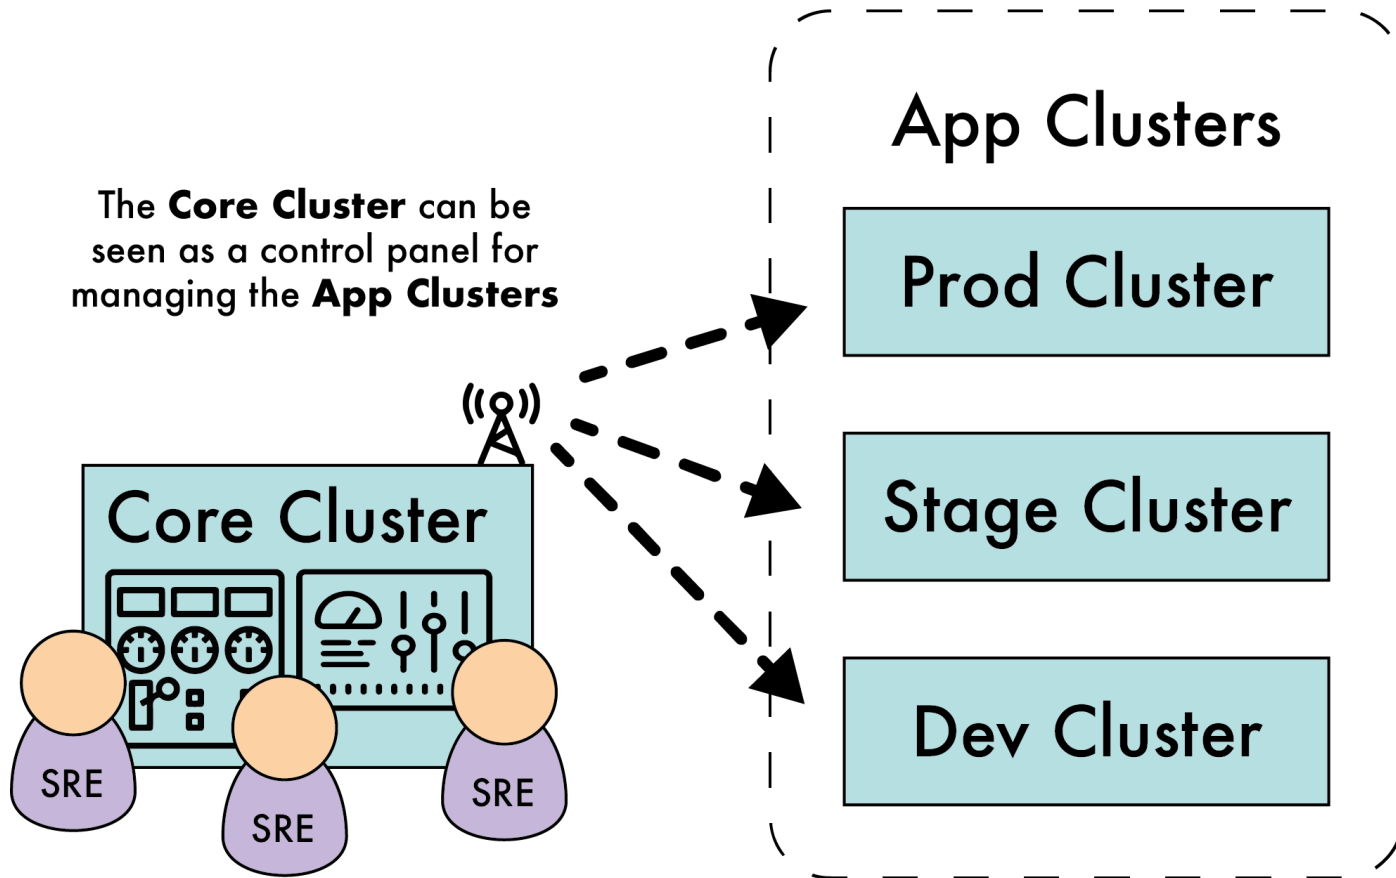 The Core Cluster can be
seen as a control panel for
managing the App Clusters
Core Cluster
SRE
SRE
SRE
App Clusters
Prod Cluster
Stage Cluster
Dev Cluster